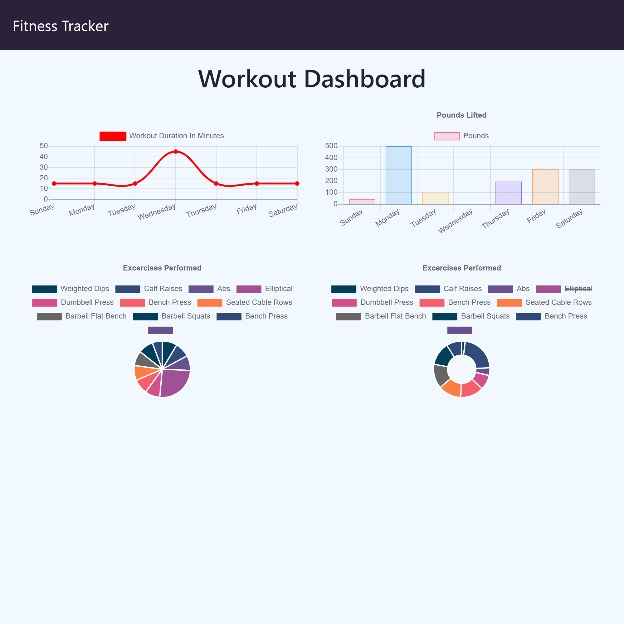 Fitness Tracker
Workout Dashboard
Workout Duration In Minutes
50
40
30
20
10
0
Sunday Monday Tuesday Wednesday Thursday Friday Saturday
Pounds Lifted
Pounds
500
400
300
200
100
0
Sunday Monday Tuesday Wednesday Thursday Friday Saturday
Excercises Performed
Weighted Dips Calf Raises Abs Elliptical
Dumbbell Press Bench Press Seated Cable Rows
Barbell Flat Bench Barbell Squats Bench Press
Excercises Performed
Weighted Dips Calf Raises Abs Elliptical
Dumbbell Press Bench Press Seated Cable Rows
Barbell Flat Bench Barbell Squats Bench Press